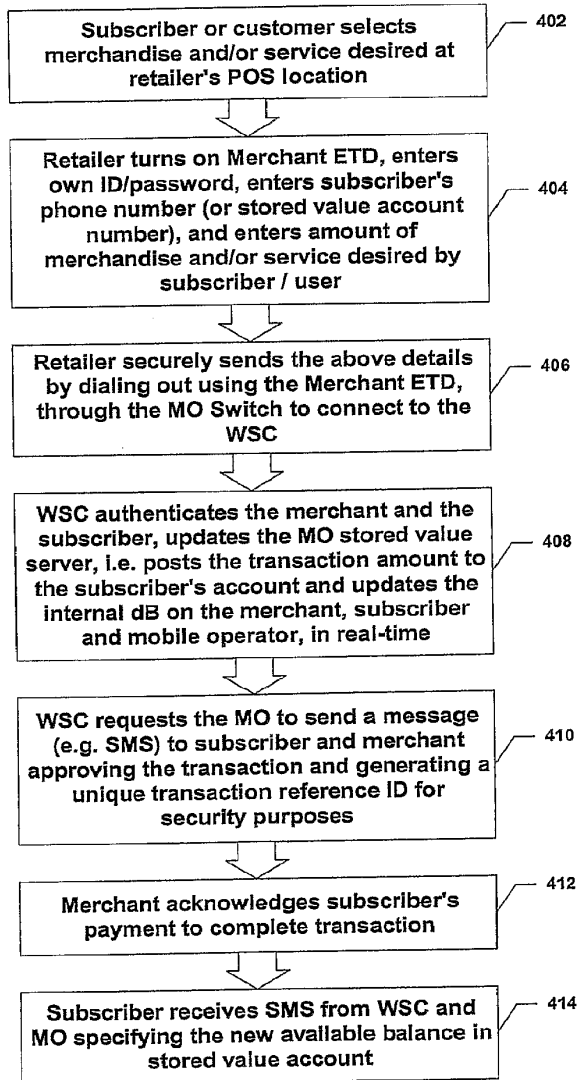 Subscriber or customer selects
merchandise and/or service desired at
retailer's POS location
402
Retailer turns on Merchant ETD, enters
own ID/password, enters subscriber's
phone number (or stored value account
number), and enters amount of
merchandise and/or service desired by
subscriber / user
404
Retailer securely sends the above details
by dialing out using the Merchant ETD,
through the MO Switch to connect to the
WSC
406
WSC authenticates the merchant and the
subscriber, updates the MO stored value
server, i.e. posts the transaction amount to
the subscriber's account and updates the
internal dB on the merchant, subscriber
and mobile operator, in real-time
408
WSC requests the MO to send a message
(e.g. SMS) to subscriber and merchant
approving the transaction and generating a
unique transaction reference ID for
security purposes
410
Merchant acknowledges subscriber's
payment to complete transaction
412
Subscriber receives SMS from WSC and
MO specifying the new available balance in
stored value account
414